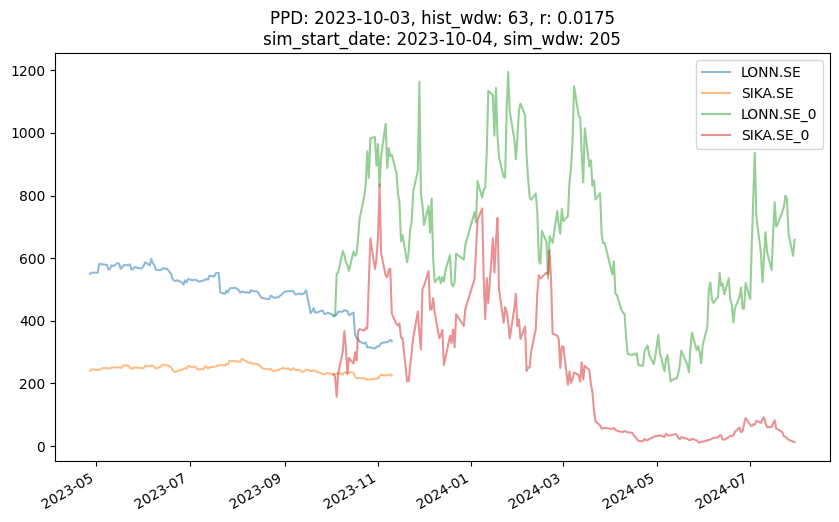 PPD: 2023-10-03, hist_wdw: 63, r: 0.0175
sim_start_date: 2023-10-04, sim_wdw: 205
LONN.SE
SIKA.SE
LONN.SE_0
SIKA.SE_0
1200
1000
800
600
400
200
0
2023-05
2023-07
2023-09
2023-11
2024-01
2024-03
2024-05
2024-07